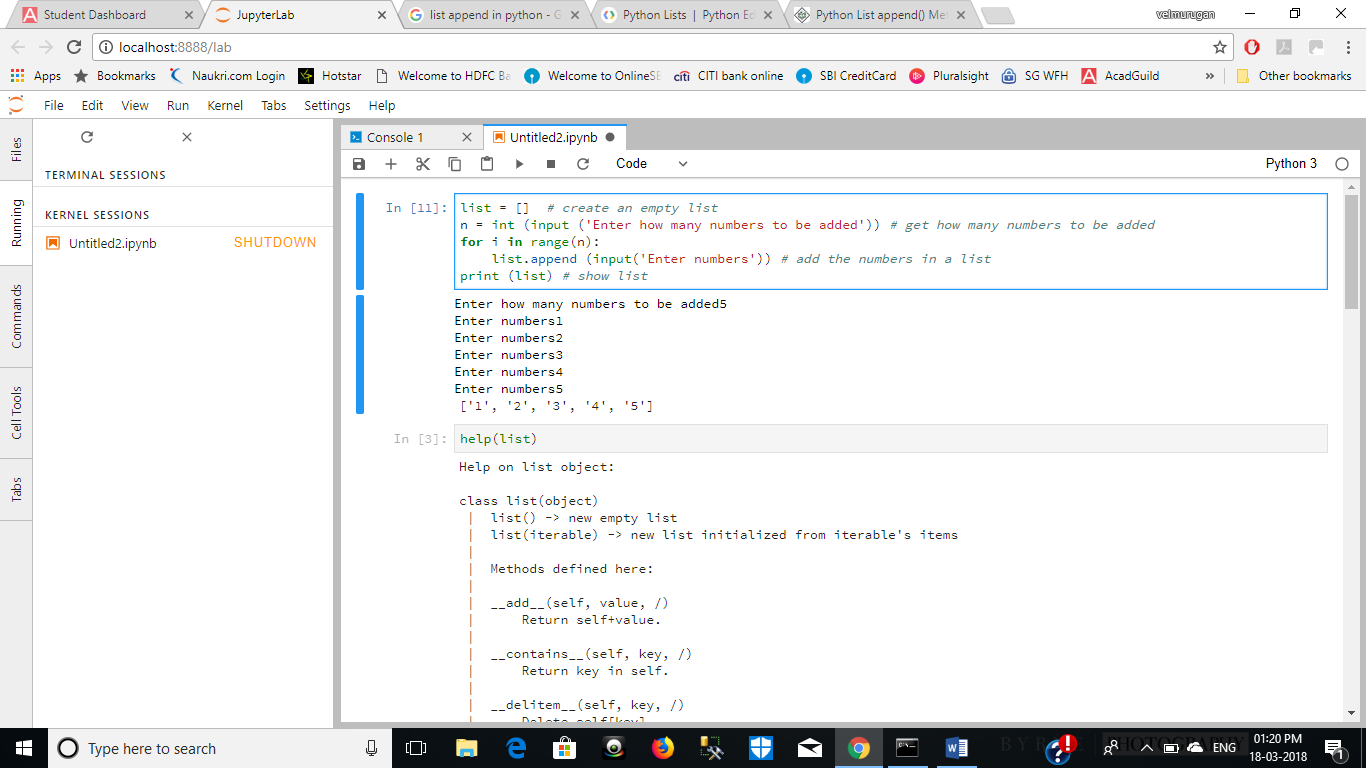 Student Dashboard
JupyterLab
list append in python - G
Python Lists | Python Ed
Python List append() Me
velmurugan
localhost:8888/lab
Apps
Bookmarks
Naukri.com Login
Hotstar
Welcome to HDFC Ba
Welcome to OnlineSB
citi CITI bank online
SBI CreditCard
Pluralsight
SG WFH
AcadGuild
»
Other bookmarks
File Edit View Run Kernel Tabs Settings Help
Files
Running
Commands
Cell Tools
Tabs
TERMINAL SESSIONS
KERNEL SESSIONS
Untitled2.ipynb SHUTDOWN
Console 1
Untitled2.ipynb
Code
Python 3
In [11]:
list = []  # create an empty list
n = int (input ('Enter how many numbers to be added')) # get how many numbers to be added
for i in range(n):
    list.append (input('Enter numbers')) # add the numbers in a list
print (list) # show list
Enter how many numbers to be added5
Enter numbers1
Enter numbers2
Enter numbers3
Enter numbers4
Enter numbers5
['1', '2', '3', '4', '5']
In [3]:
help(list)
Help on list object:
class list(object)
 |  list() -> new empty list
 |  list(iterable) -> new list initialized from iterable's items
 |
 |  Methods defined here:
 |
 |  __add__(self, value, /)
 |      Return self+value.
 |
 |  __contains__(self, key, /)
 |      Return key in self.
 |
 |  __delitem__(self, key, /)
 |      Delete self[key].
Type here to search
PHOTOGRAPHY
ENG
01:20 PM
18-03-2018
1